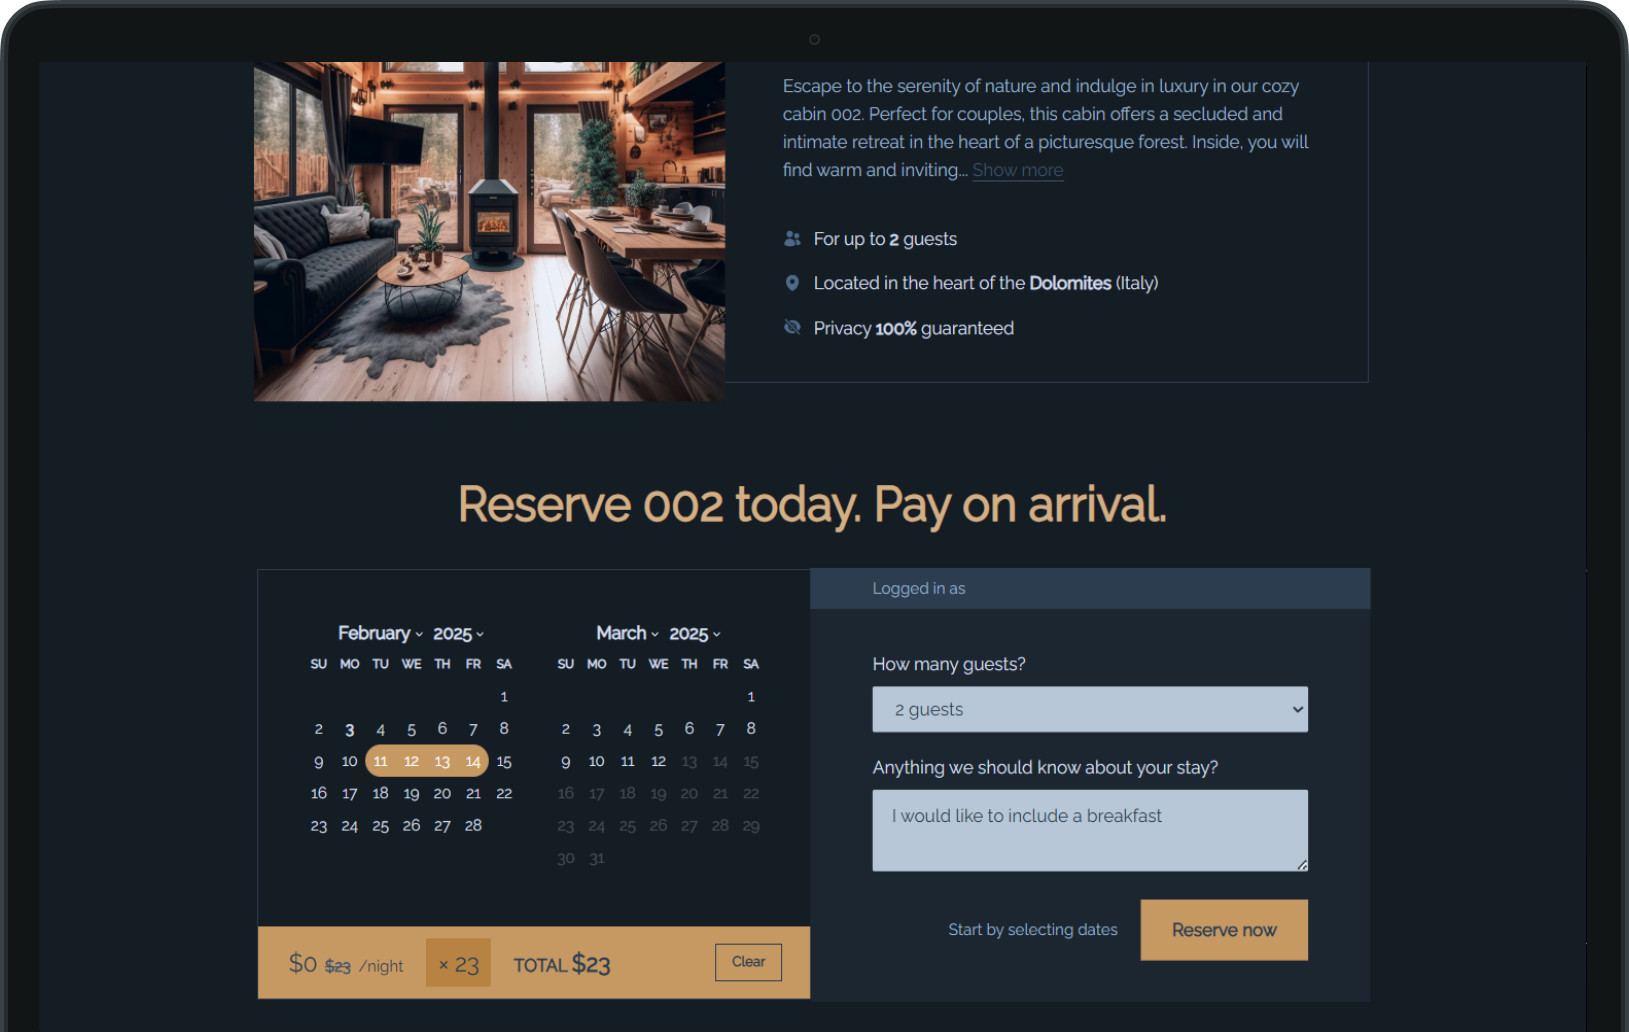 Escape to the serenity of nature and indulge in luxury in our cozy
cabin 002. Perfect for couples, this cabin offers a secluded and
intimate retreat in the heart of a picturesque forest. Inside, you will
find warm and inviting... Show more
For up to 2 guests
Located in the heart of the Dolomites (Italy)
Privacy 100% guaranteed
Reserve 002 today. Pay on arrival.
February 2025
SU MO TU WE TH FR SA
1
2 3 4 5 6 7 8
9 10 11 12 13 14 15
16 17 18 19 20 21 22
23 24 25 26 27 28
March 2025
SU MO TU WE TH FR SA
1
2 3 4 5 6 7 8
9 10 11 12 13 14 15
16 17 18 19 20 21 22
23 24 25 26 27 28 29
30 31
$0 $23 /night × 23 TOTAL $23 Clear
Logged in as
How many guests?
2 guests
Anything we should know about your stay?
I would like to include a breakfast
Start by selecting dates Reserve now